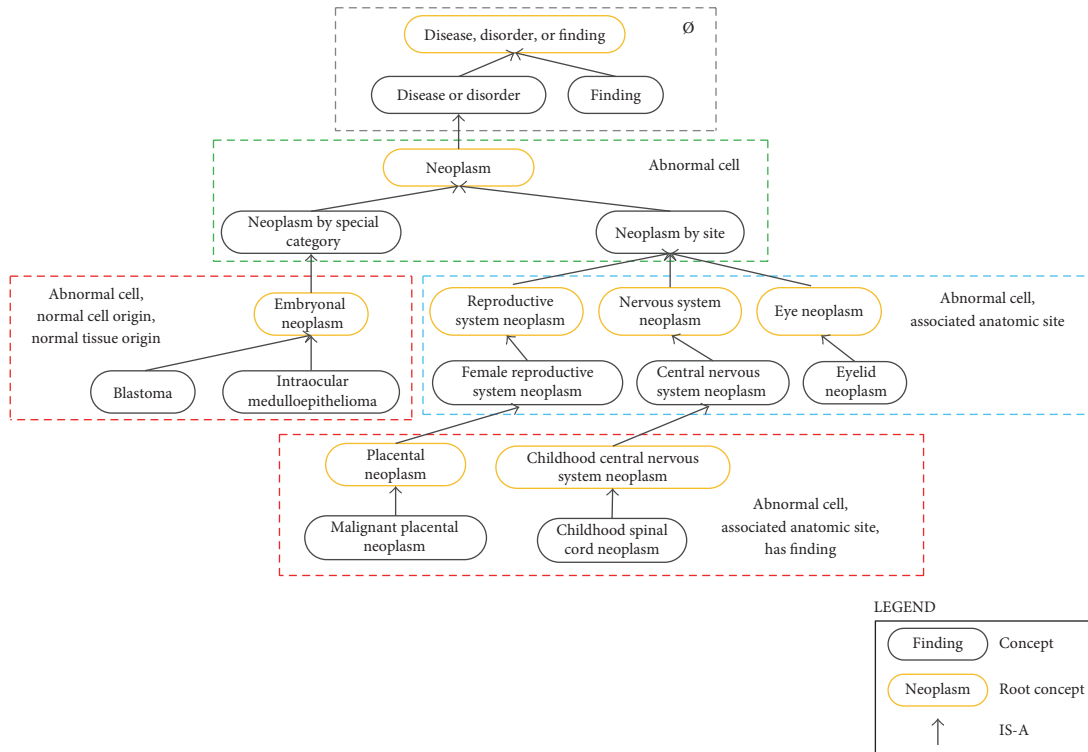 Disease, disorder, or finding
Ø
Disease or disorder
Finding
Neoplasm
Abnormal cell
Neoplasm by special
category
Neoplasm by site
Abnormal cell,
normal cell origin,
normal tissue origin
Embryonal
neoplasm
Blastoma
Intraocular
medulloepithelioma
Reproductive
system neoplasm
Nervous system
neoplasm
Eye neoplasm
Abnormal cell,
associated anatomic site
Female reproductive
system neoplasm
Central nervous
system neoplasm
Eyelid
neoplasm
Placental
neoplasm
Childhood central nervous
system neoplasm
Malignant placental
neoplasm
Childhood spinal
cord neoplasm
Abnormal cell,
associated anatomic site,
has finding
LEGEND
Finding
Concept
Neoplasm
Root concept
IS-A